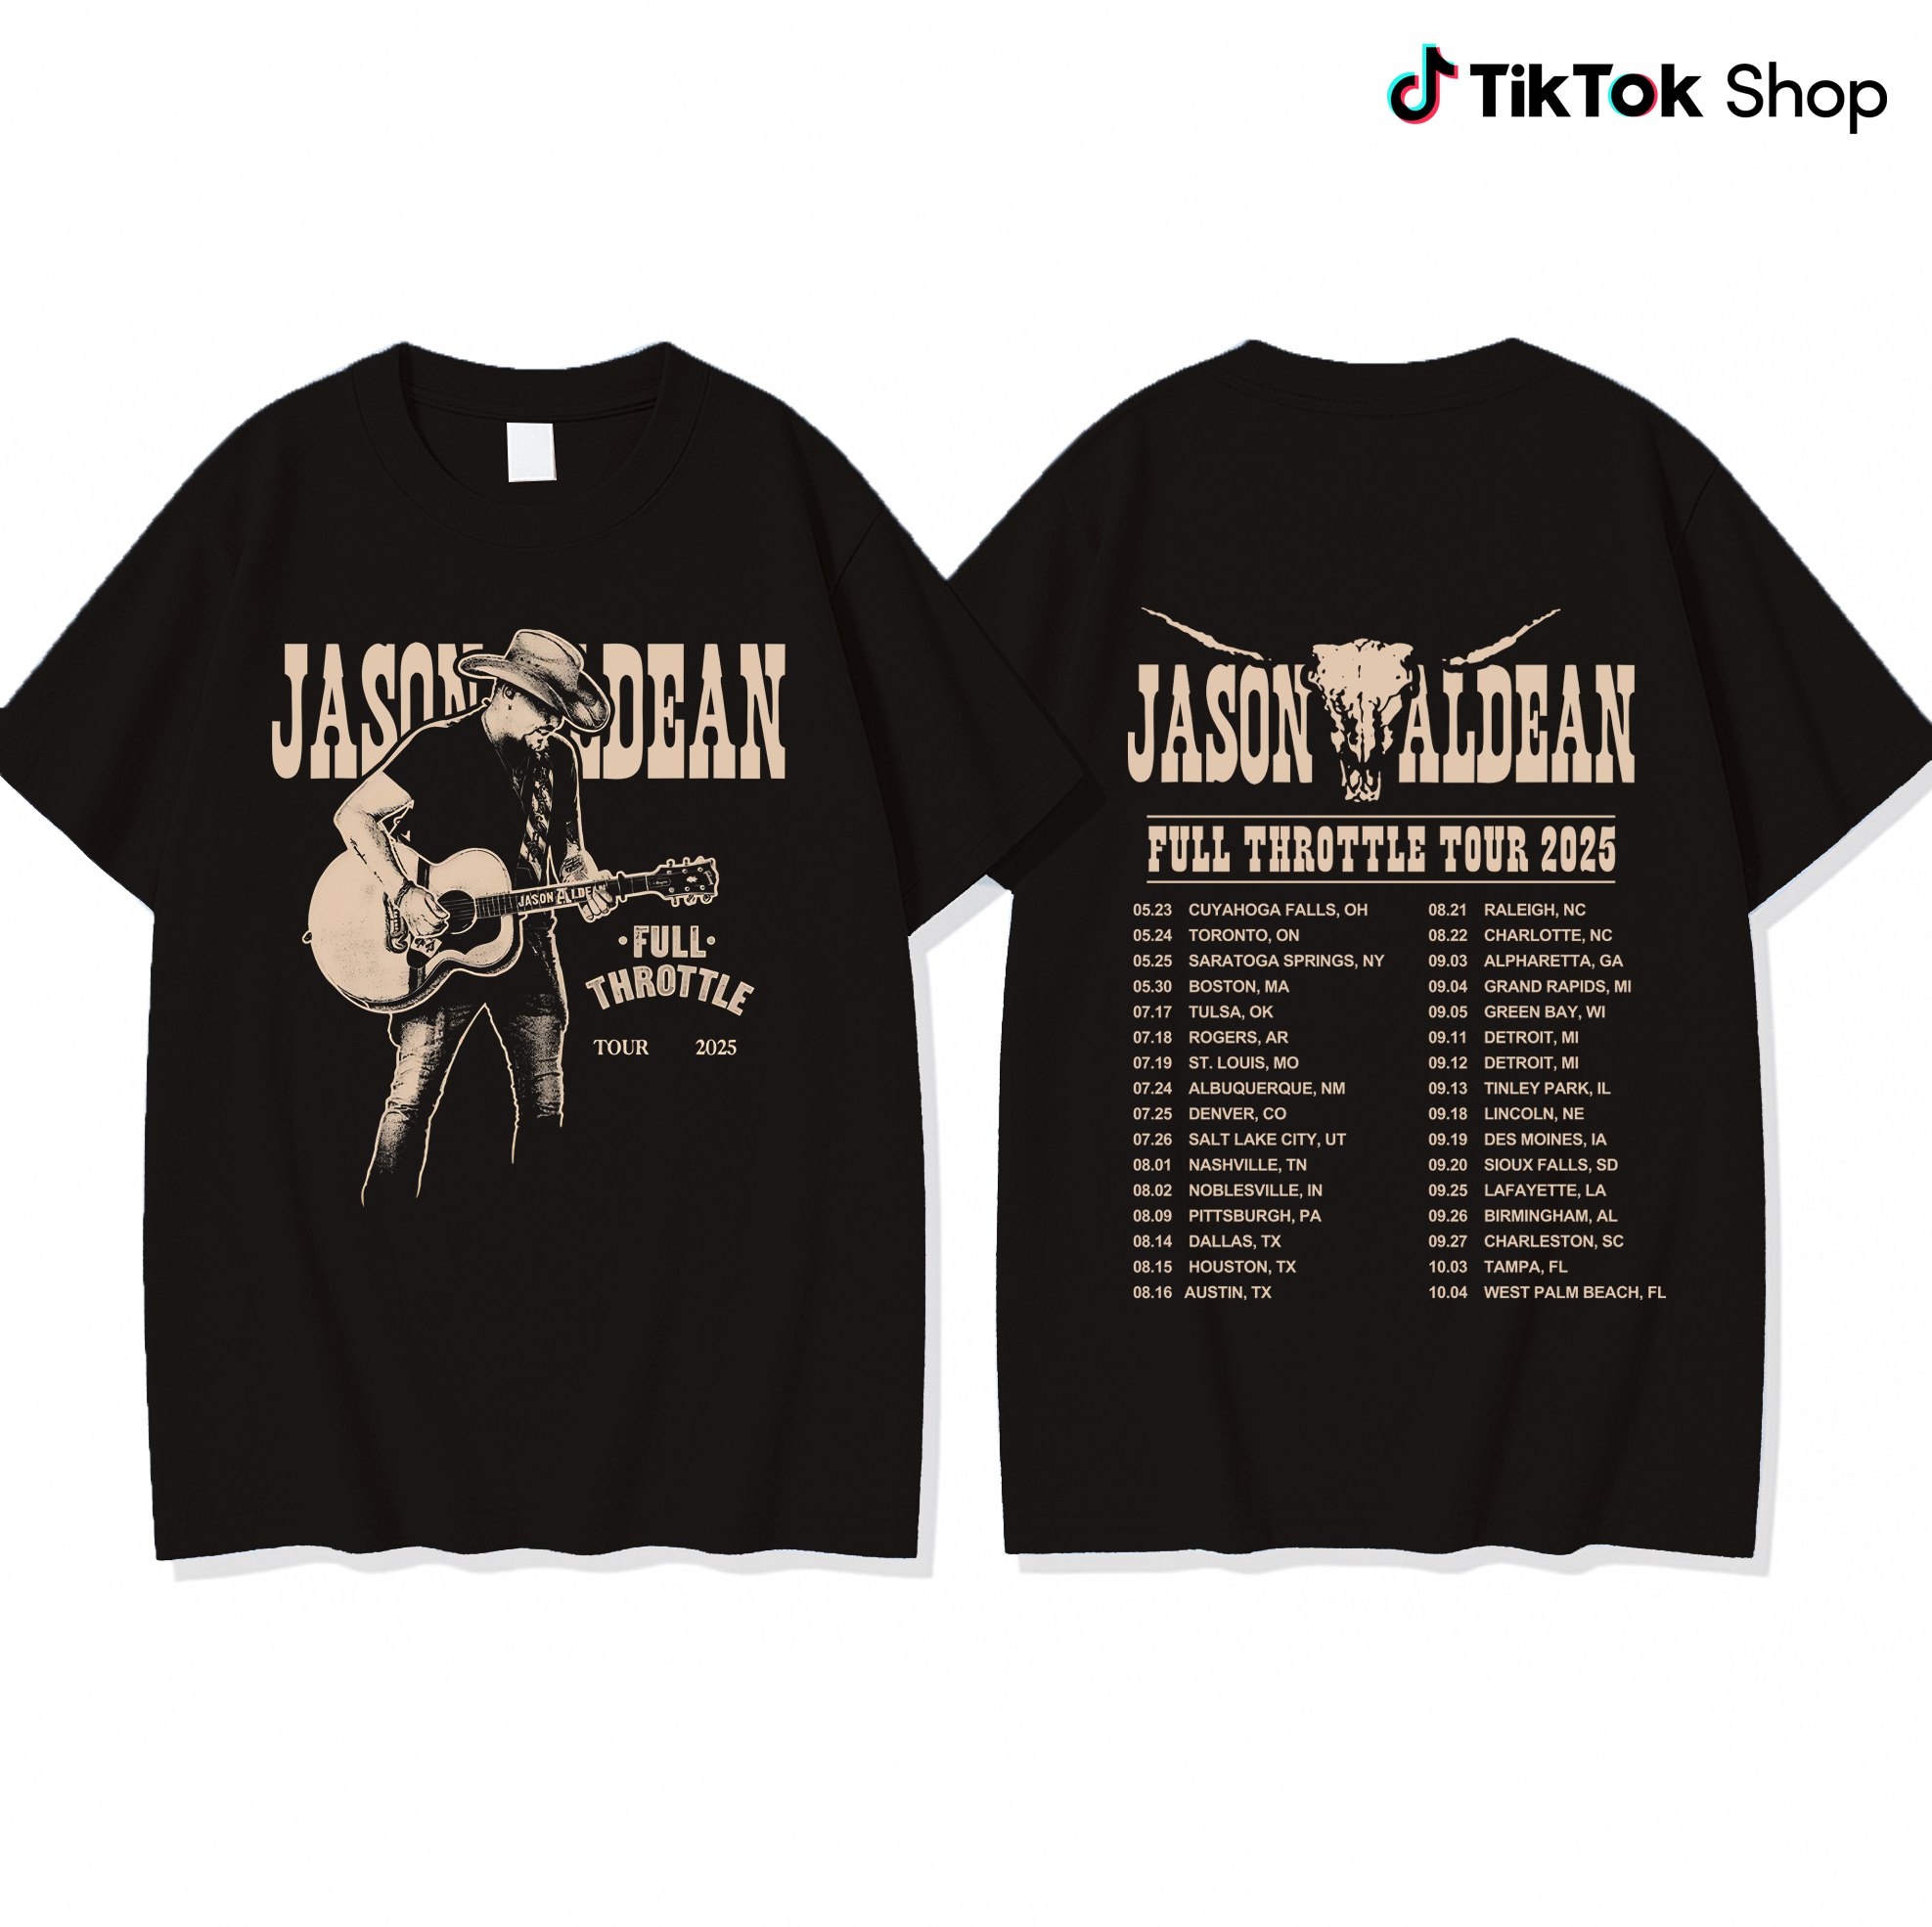 TikTok Shop
JASON ALDEAN
JASON ALDEAN
·FULL·
THROTTLE
TOUR 2025
JASON ALDEAN
FULL THROTTLE TOUR 2025
05.23 CUYAHOGA FALLS, OH
05.24 TORONTO, ON
05.25 SARATOGA SPRINGS, NY
05.30 BOSTON, MA
07.17 TULSA, OK
07.18 ROGERS, AR
07.19 ST. LOUIS, MO
07.24 ALBUQUERQUE, NM
07.25 DENVER, CO
07.26 SALT LAKE CITY, UT
08.01 NASHVILLE, TN
08.02 NOBLESVILLE, IN
08.09 PITTSBURGH, PA
08.14 DALLAS, TX
08.15 HOUSTON, TX
08.16 AUSTIN, TX
08.21 RALEIGH, NC
08.22 CHARLOTTE, NC
09.03 ALPHARETTA, GA
09.04 GRAND RAPIDS, MI
09.05 GREEN BAY, WI
09.11 DETROIT, MI
09.12 DETROIT, MI
09.13 TINLEY PARK, IL
09.18 LINCOLN, NE
09.19 DES MOINES, IA
09.20 SIOUX FALLS, SD
09.25 LAFAYETTE, LA
09.26 BIRMINGHAM, AL
09.27 CHARLESTON, SC
10.03 TAMPA, FL
10.04 WEST PALM BEACH, FL